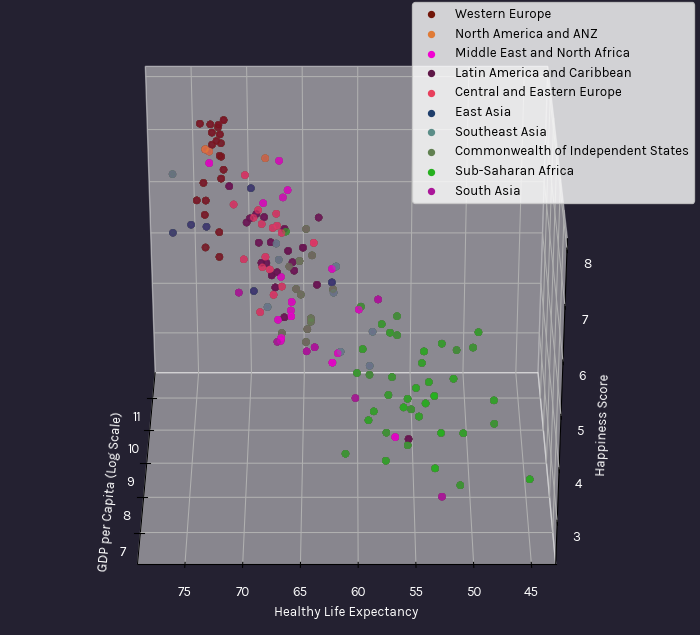 Western Europe
North America and ANZ
Middle East and North Africa
Latin America and Caribbean
Central and Eastern Europe
East Asia
Southeast Asia
Commonwealth of Independent States
Sub-Saharan Africa
South Asia
8
7
6
5
4
3
Happiness Score
11
10
9
8
7
GDP per Capita (Log Scale)
75 70 65 60 55 50 45
Healthy Life Expectancy